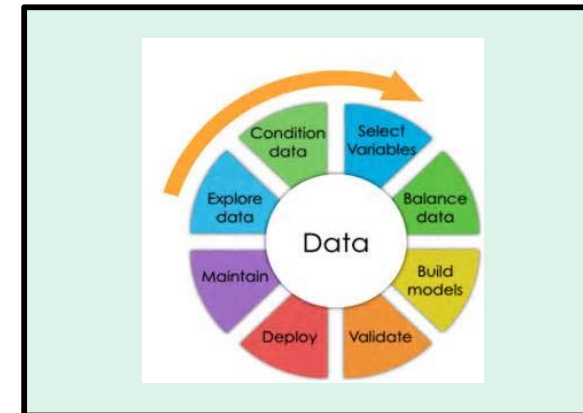 Condition
data
Select
Variables
Explore
data
Balance
data
Data
Maintain
Build
models
Deploy
Validate